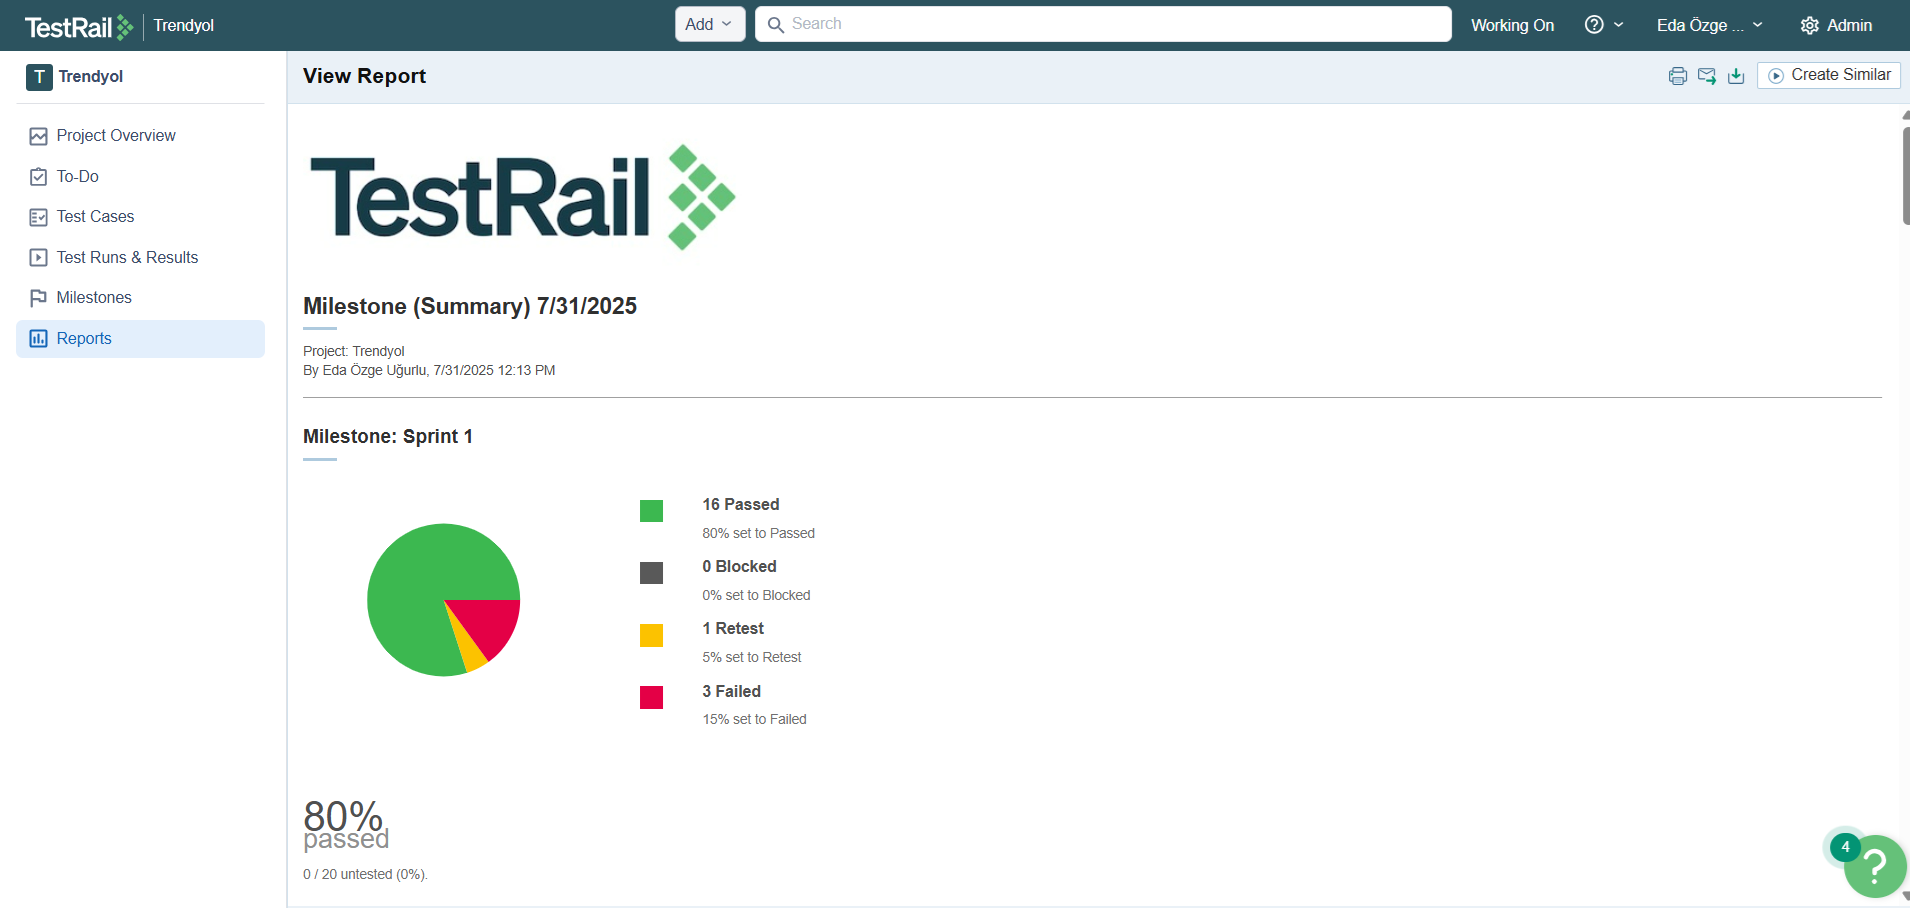 TestRail Trendyol Add Search Working On Eda Özge ... Admin
T Trendyol
View Report
Create Similar
Project Overview
To-Do
Test Cases
Test Runs & Results
Milestones
Reports
TestRail
Milestone (Summary) 7/31/2025
Project: Trendyol
By Eda Özge Uğurlu, 7/31/2025 12:13 PM
Milestone: Sprint 1
16 Passed
80% set to Passed
0 Blocked
0% set to Blocked
1 Retest
5% set to Retest
3 Failed
15% set to Failed
80%
passed
0 / 20 untested (0%).
4
?